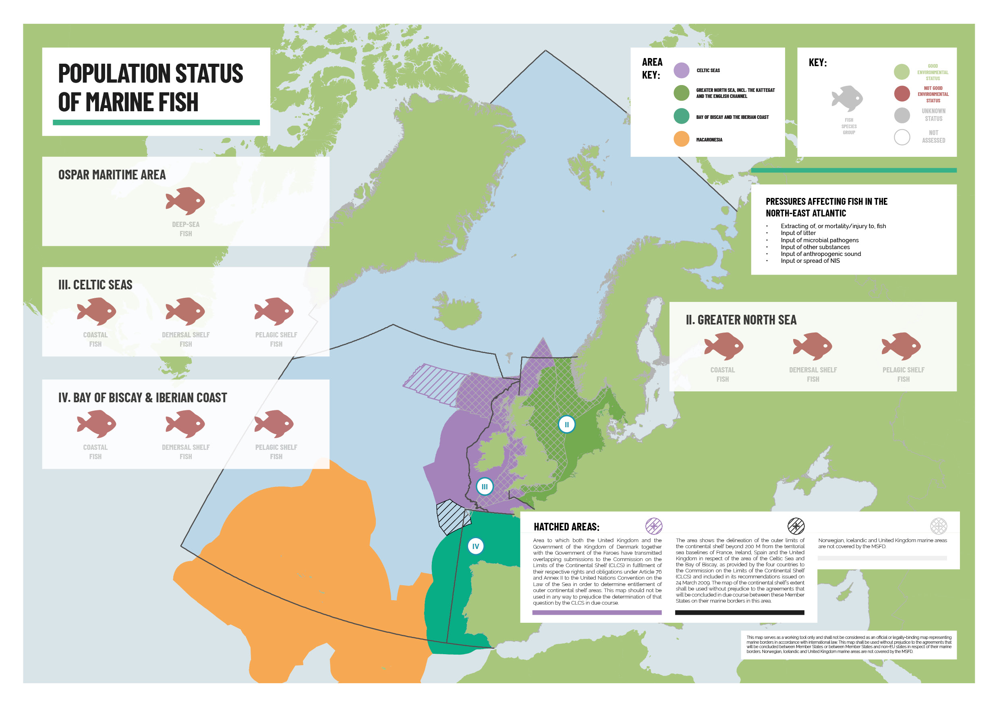 POPULATION STATUS
OF MARINE FISH
AREA
KEY:
CELTIC SEAS
GREATER NORTH SEA, INCL. THE KATTEGAT
AND THE ENGLISH CHANNEL
BAY OF BISCAY AND THE IBERIAN COAST
MACARONESIA
KEY:
FISH
SPECIES
GROUP
GOOD
ENVIRONMENTAL
STATUS
NOT GOOD
ENVIRONMENTAL
STATUS
UNKNOWN
STATUS
NOT
ASSESSED
OSPAR MARITIME AREA
DEEP-SEA
FISH
PRESSURES AFFECTING FISH IN THE
NORTH-EAST ATLANTIC
• Extracting of, or mortality/injury to, fish
• Input of litter
• Input of microbial pathogens
• Input of other substances
• Input of anthropogenic sound
• Input or spread of NIS
III. CELTIC SEAS
COASTAL
FISH
DEMERSAL SHELF
FISH
PELAGIC SHELF
FISH
II. GREATER NORTH SEA
COASTAL
FISH
DEMERSAL SHELF
FISH
PELAGIC SHELF
FISH
IV. BAY OF BISCAY & IBERIAN COAST
COASTAL
FISH
DEMERSAL SHELF
FISH
PELAGIC SHELF
FISH
II
III
IV
HATCHED AREAS:
Area to which both the United Kingdom and the
Government of the Kingdom of Denmark together
with the Government of the Faroes have transmitted
overlapping submissions to the Commission on the
Limits of the Continental Shelf (CLCS) in fulfilment of
their respective rights and obligations under Article 76
and Annex II to the United Nations Convention on the
Law of the Sea in order to determine entitlement of
outer continental shelf areas. This map should not be
used in any way to prejudice the determination of that
question by the CLCS in due course.
The area shows the delineation of the outer limits of
the continental shelf beyond 200 M from the territorial
sea baselines of France, Ireland, Spain and the United
Kingdom in respect of the area of the Celtic Sea and
the Bay of Biscay, as provided by the four countries to
the Commission on the Limits of the Continental Shelf
(CLCS) and included in its recommendations issued on
24 March 2009. The map of the continental shelf's extent
shall be used without prejudice to the agreements that
will be concluded in due course between these Member
States on their marine borders in this area.
Norwegian, Icelandic and United Kingdom marine areas
are not covered by the MSFD.
This map serves as a working tool only and shall not be considered as an official or legally-binding map representing
marine borders in accordance with international law. This map shall be used without prejudice to the agreements that
will be concluded between Member States or between Member States and non-EU states in respect of their marine
borders. Norwegian, Icelandic and United Kingdom marine areas are not covered by the MSFD.